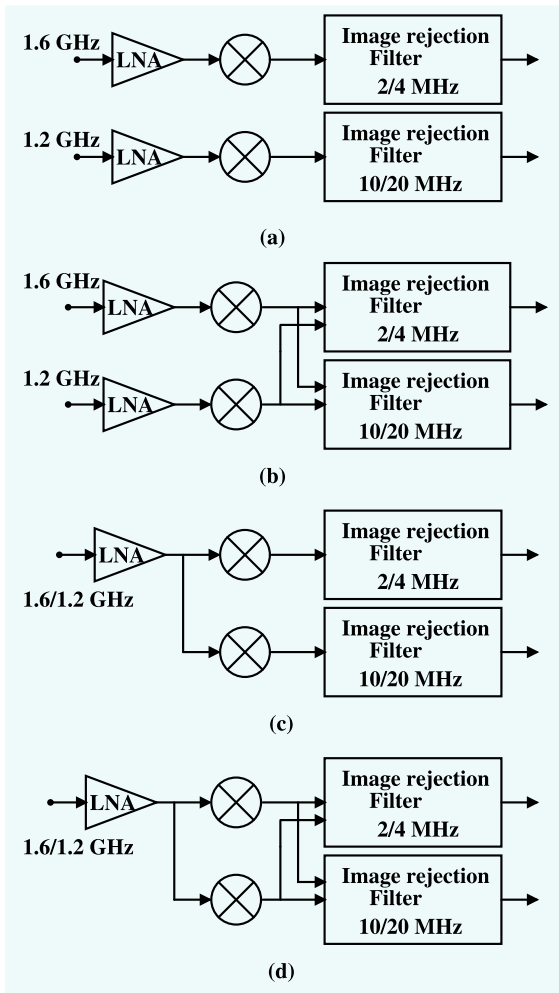 1.6 GHz
LNA
Image rejection
Filter
2/4 MHz
1.2 GHz
LNA
Image rejection
Filter
10/20 MHz
(a)
1.6 GHz
LNA
Image rejection
Filter
2/4 MHz
1.2 GHz
LNA
Image rejection
Filter
10/20 MHz
(b)
LNA
1.6/1.2 GHz
Image rejection
Filter
2/4 MHz
Image rejection
Filter
10/20 MHz
(c)
LNA
1.6/1.2 GHz
Image rejection
Filter
2/4 MHz
Image rejection
Filter
10/20 MHz
(d)